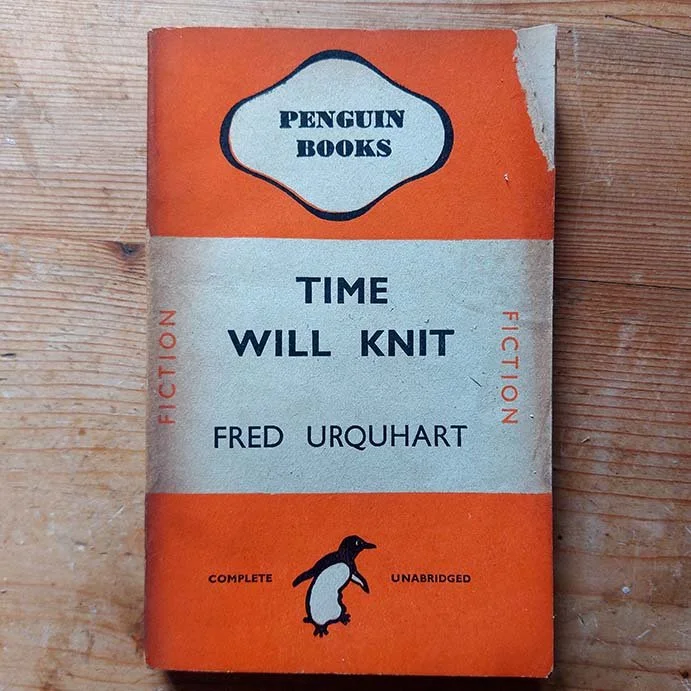 PENGUIN
BOOKS
TIME
WILL KNIT
FICTION
FICTION
FRED URQUHART
COMPLETE UNABRIDGED